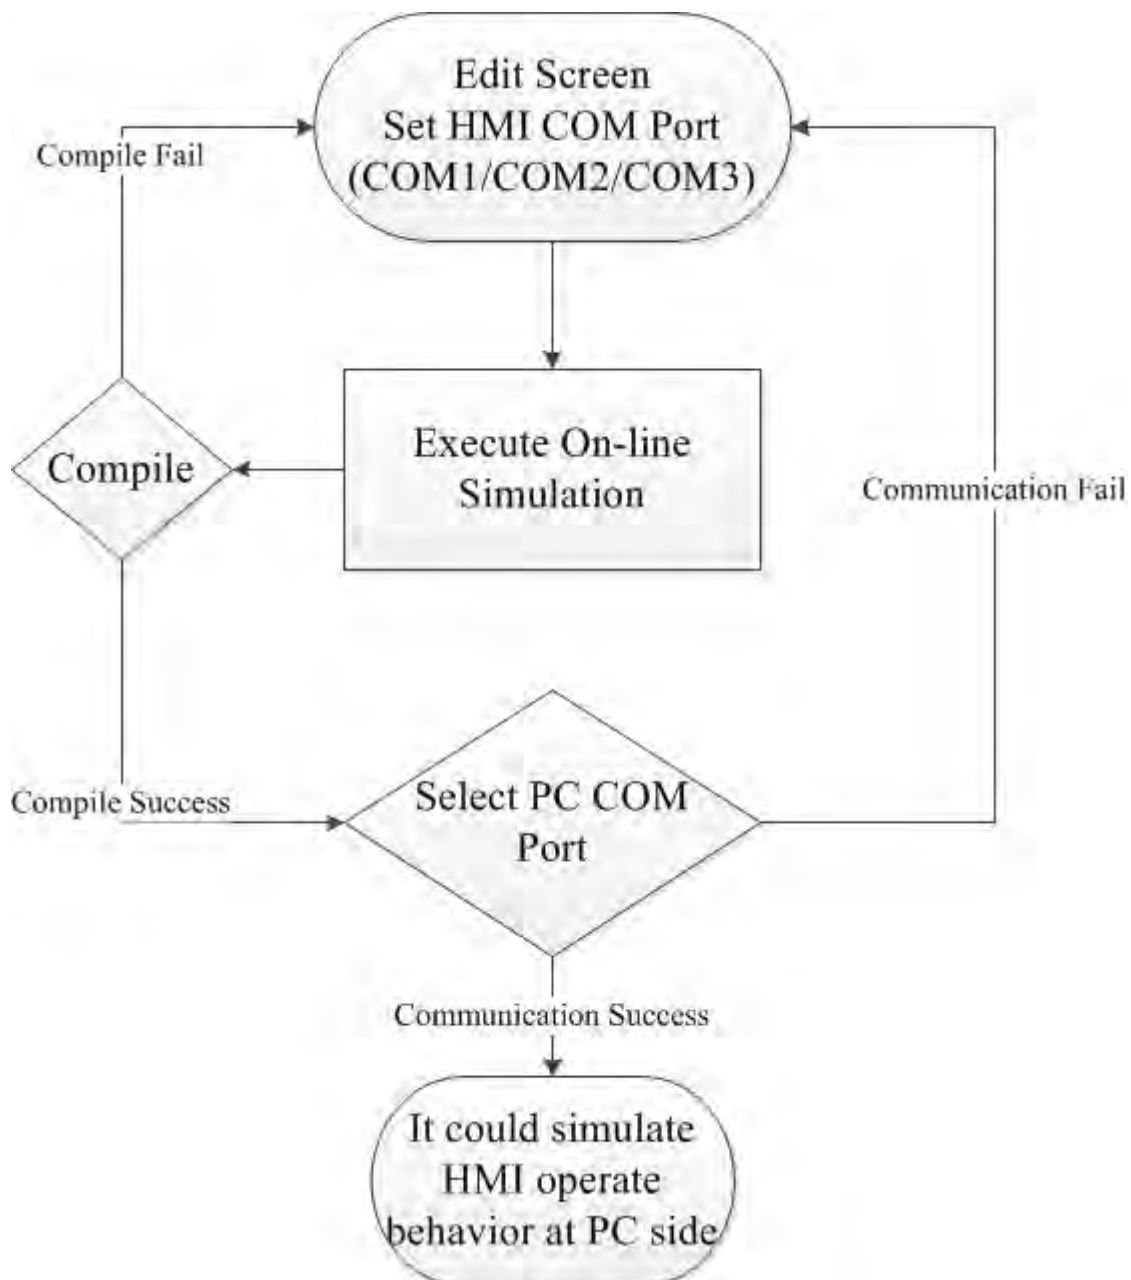 Edit Screen
Set HMI COM Port
(COM1/COM2/COM3)
Compile Fail
Execute On-line
Simulation
Compile
Communication Fail
Compile Success
Select PC COM
Port
Communication Success
It could simulate
HMI operate
behavior at PC side